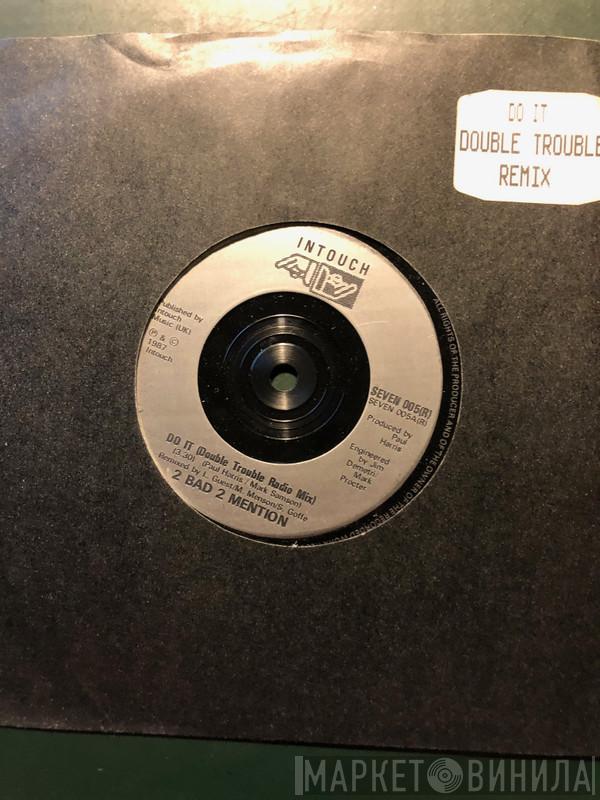 DO IT
DOUBLE TROUBLE
REMIX
INTOUCH
Published by
Intouch
Music (UK)
℗ & ©
1987
Intouch
SEVEN 005(R)
SEVEN 005A(R)
Produced by
Paul
Harris
Engineered
by Jim
Demetri,
Mark
Procter
DO IT (Double Trouble Radio Mix)
(3.30) (Paul Harris / Mark Samson)
Remixed by L. Guest/M. Menson/S. Goffe
2 BAD 2 MENTION
ALL RIGHTS OF THE PRODUCER AND OF THE OWNER OF THE RECORDED WORK
МАРКЕТ ВИНИЛА